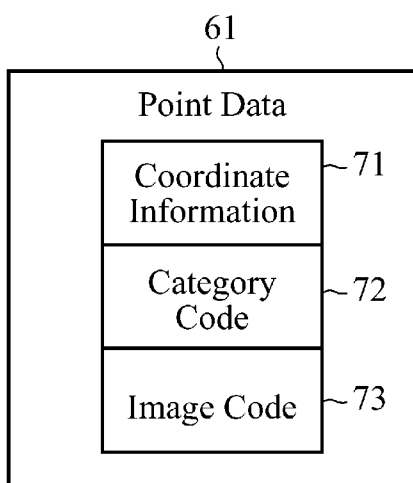 61
Point Data
Coordinate
Information
71
Category
Code
72
Image Code
73